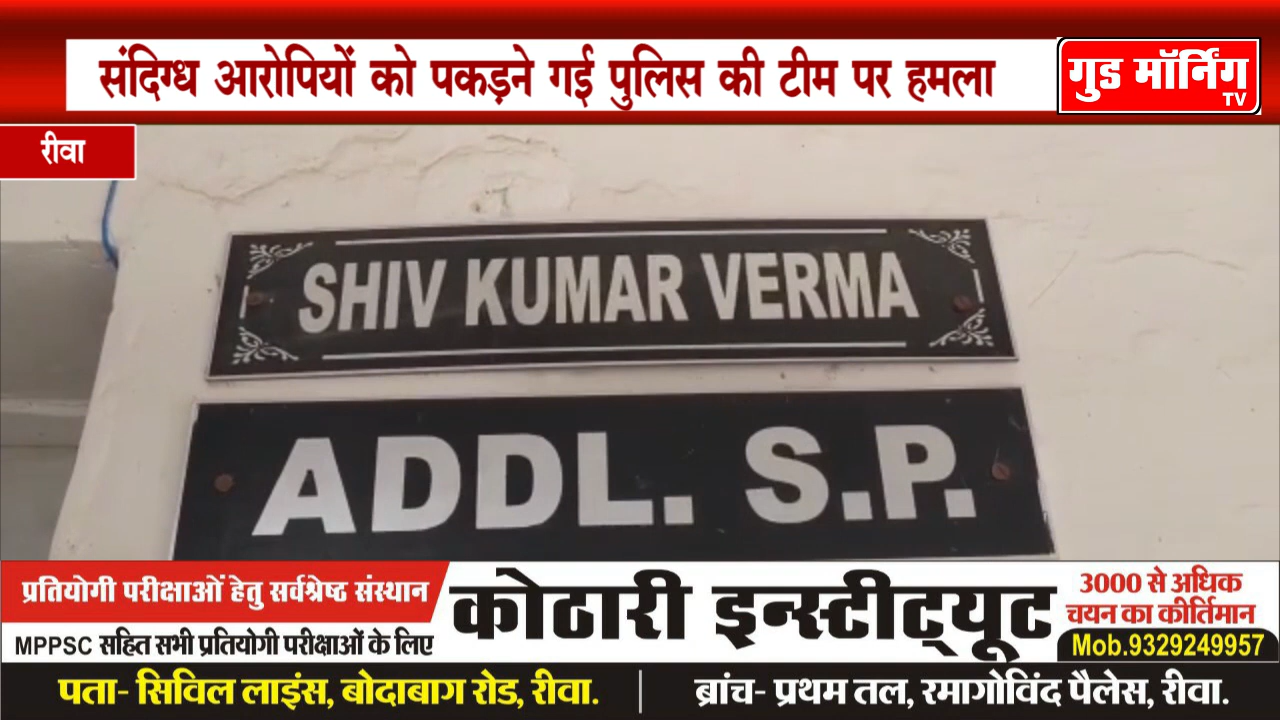 संदिग्ध आरोपियों को पकड़ने गई पुलिस की टीम पर हमला
गुड मॉर्निंग
TV
रीवा
SHIV KUMAR VERMA
ADDL. S.P.
प्रतियोगी परीक्षाओं हेतु सर्वश्रेष्ठ संस्थान
MPPSC सहित सभी प्रतियोगी परीक्षाओं के लिए
कोठारी इन्स्टीट्यूट
3000 से अधिक
चयन का कीर्तिमान
Mob.9329249957
पता- सिविल लाइंस, बोदाबाग रोड, रीवा.
ब्रांच- प्रथम तल, रमागोविंद पैलेस, रीवा.